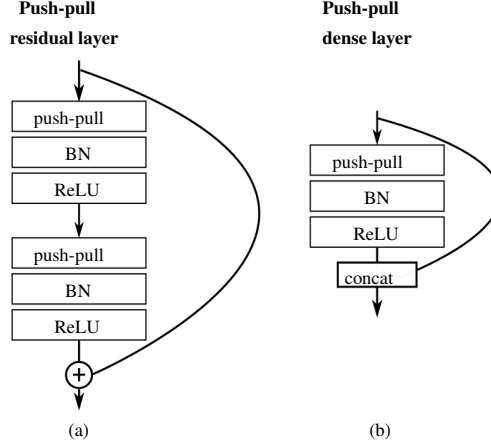 Push-pull
residual layer
push-pull
BN
ReLU
push-pull
BN
ReLU
+
(a)
Push-pull
dense layer
push-pull
BN
ReLU
concat
(b)